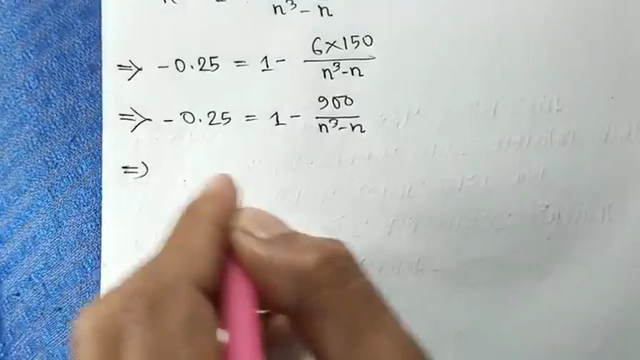 n³-n
⇒ -0.25 = 1 - 6×150/n³-n
⇒ -0.25 = 1 - 900/n³-n
⇒